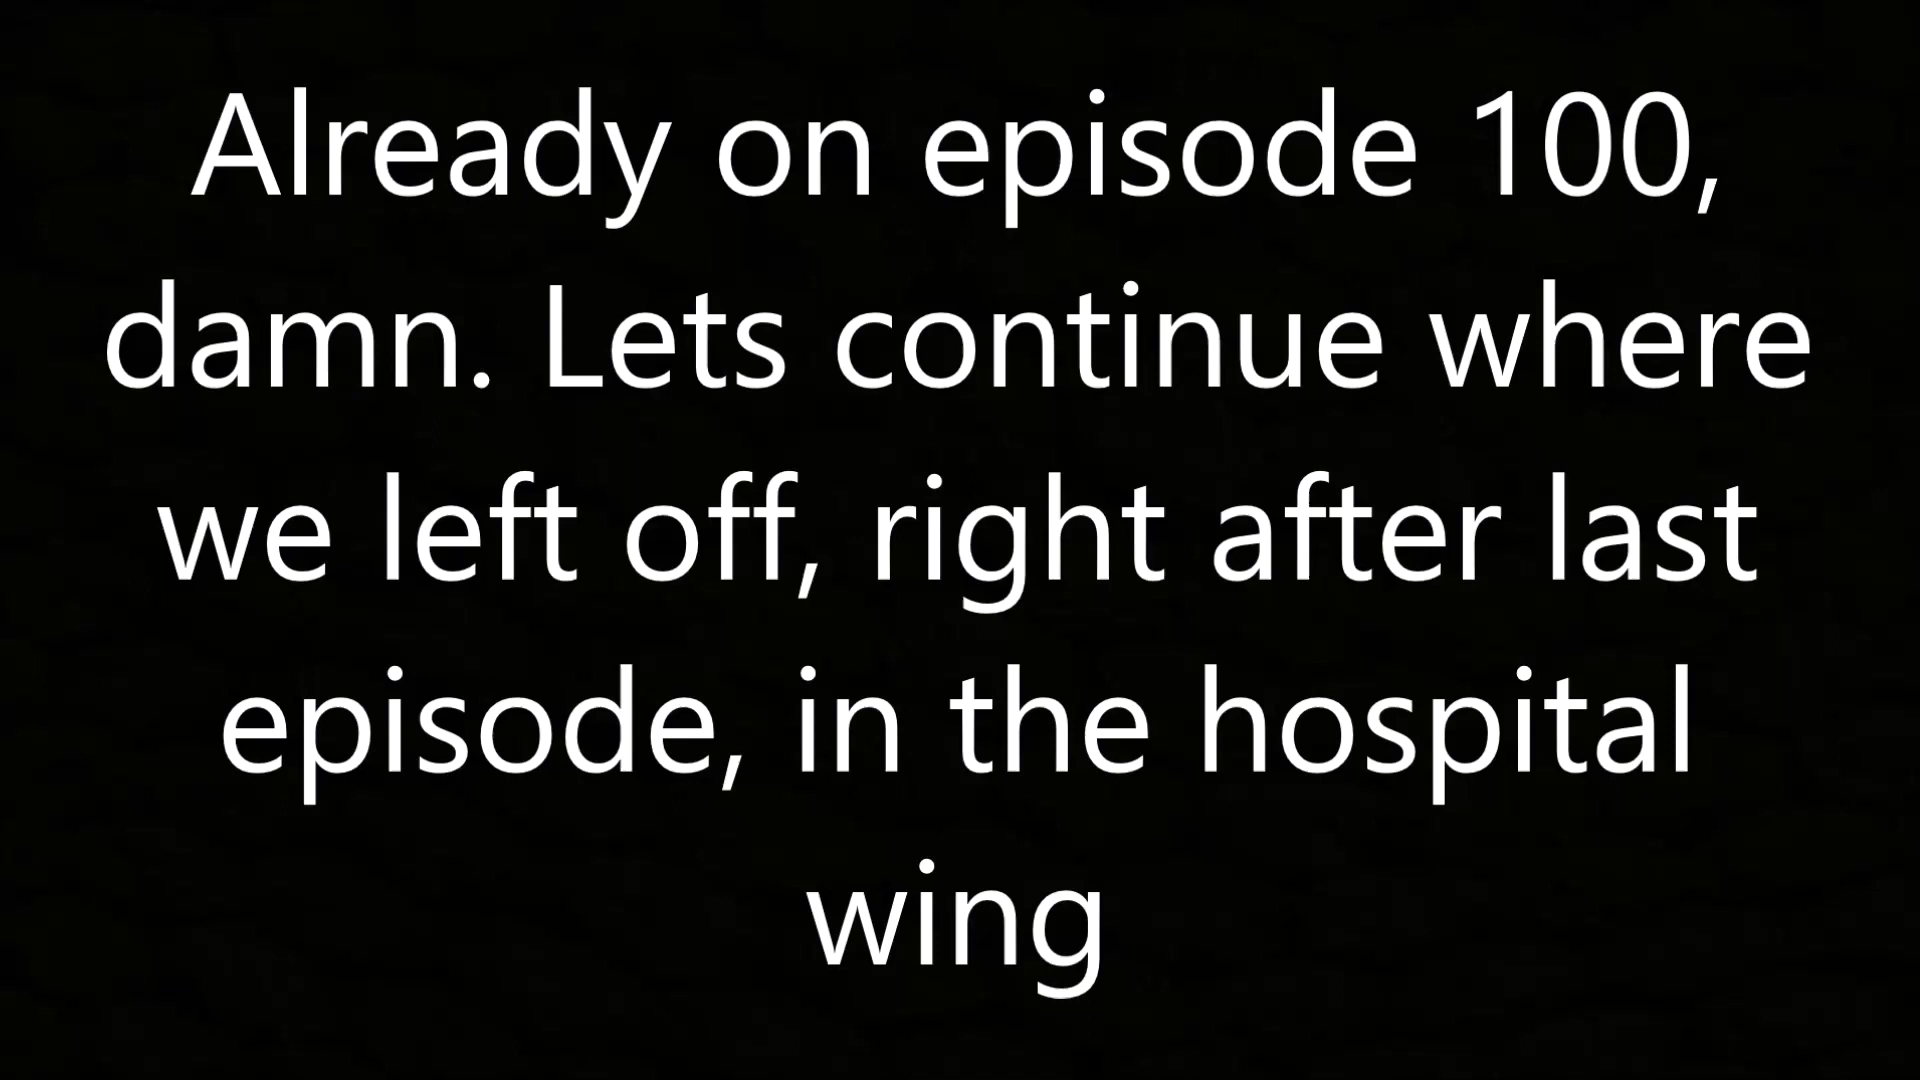 Already on episode 100,
damn. Lets continue where
we left off, right after last
episode, in the hospital
wing